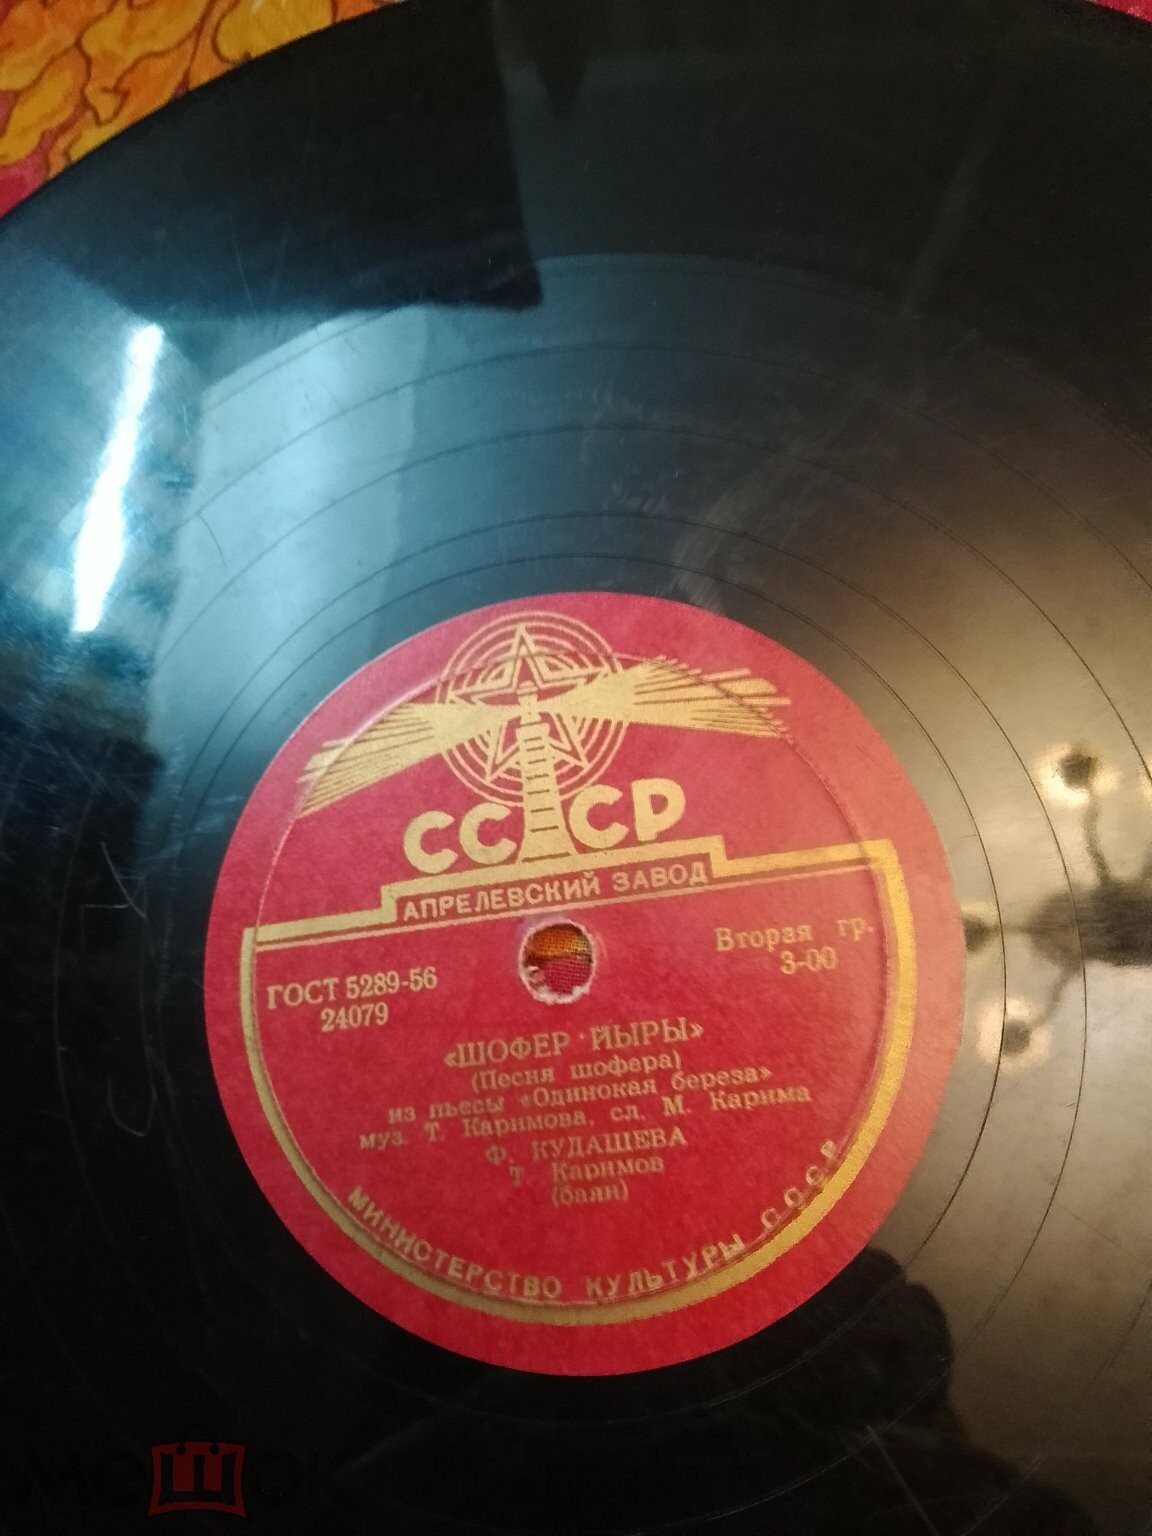 СССР
АПРЕЛЕВСКИЙ ЗАВОД
ГОСТ 5289-56
24079
Вторая гр.
3-00
«ШОФЕР ЙЫРЫ»
(Песня шофера)
из пьесы «Одинокая береза»
муз. Т. Каримова, сл. М. Карима
Ф. КУДАШЕВА
Т. Каримов
(баян)
МИНИСТЕРСТВО КУЛЬТУРЫ СССР
мешок